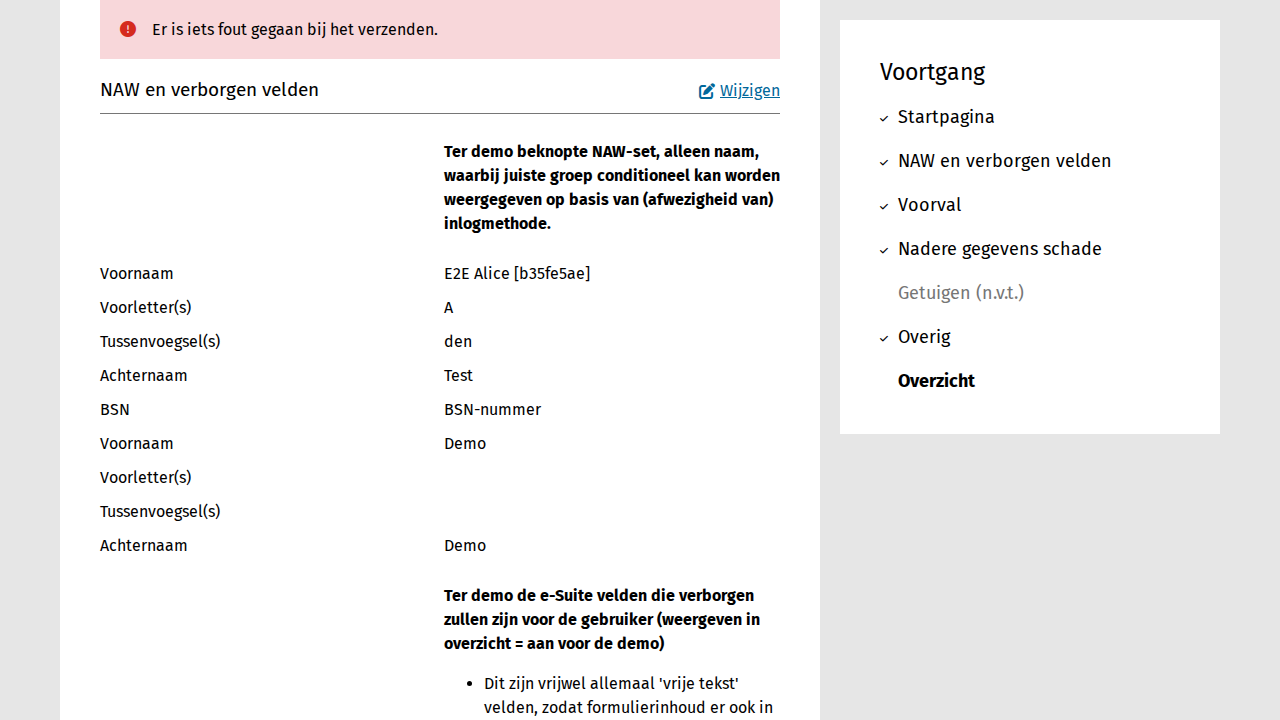 Er is iets fout gegaan bij het verzenden.
NAW en verborgen velden
Wijzigen
Ter demo beknopte NAW-set, alleen naam,
waarbij juiste groep conditioneel kan worden
weergegeven op basis van (afwezigheid van)
inlogmethode.
Voornaam E2E Alice [b35fe5ae]
Voorletter(s) A
Tussenvoegsel(s) den
Achternaam Test
BSN BSN-nummer
Voornaam Demo
Voorletter(s)
Tussenvoegsel(s)
Achternaam Demo
Ter demo de e-Suite velden die verborgen
zullen zijn voor de gebruiker (weergeven in
overzicht = aan voor de demo)
• Dit zijn vrijwel allemaal 'vrije tekst'
velden, zodat formulierinhoud er ook in
Voortgang
Startpagina
NAW en verborgen velden
Voorval
Nadere gegevens schade
Getuigen (n.v.t.)
Overig
Overzicht